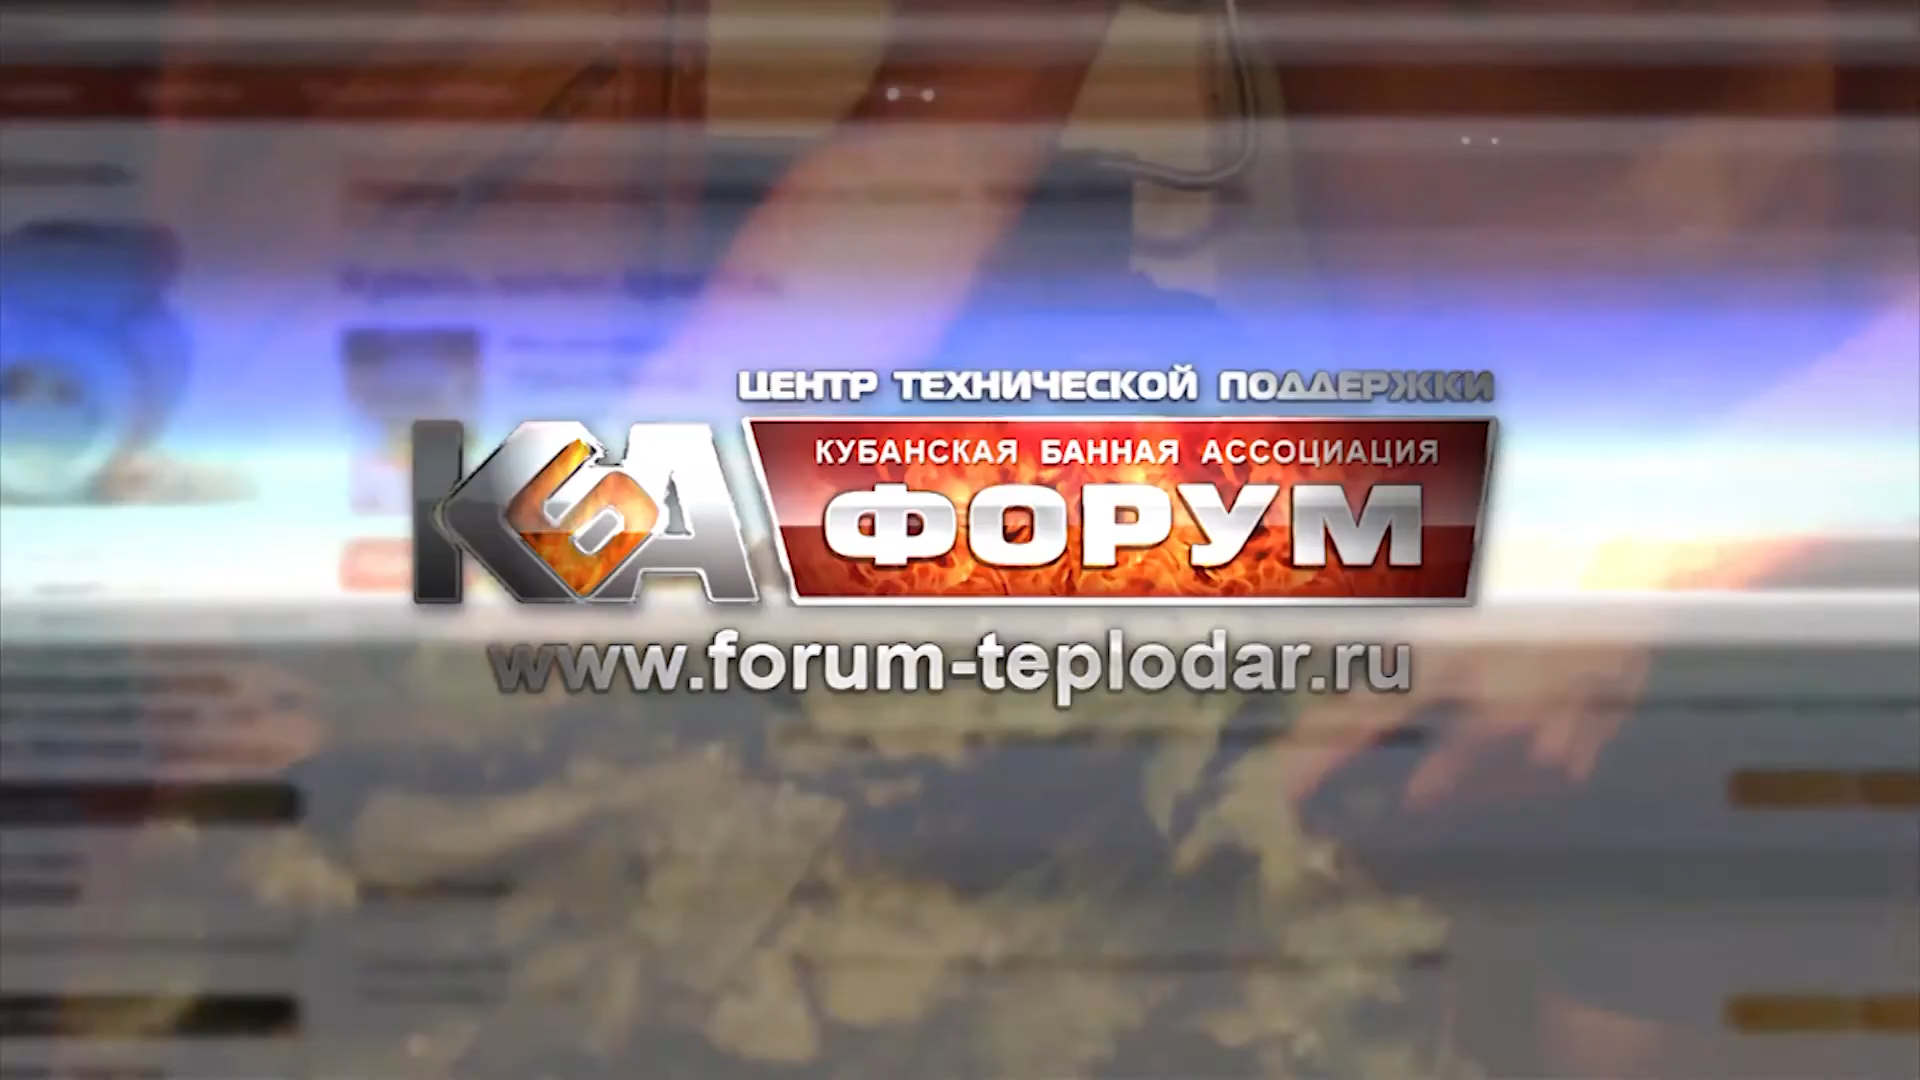 ЦЕНТР ТЕХНИЧЕСКОЙ ПОДДЕРЖКИ
КБА
КУБАНСКАЯ БАННАЯ АССОЦИАЦИЯ
ФОРУМ
www.forum-teplodar.ru